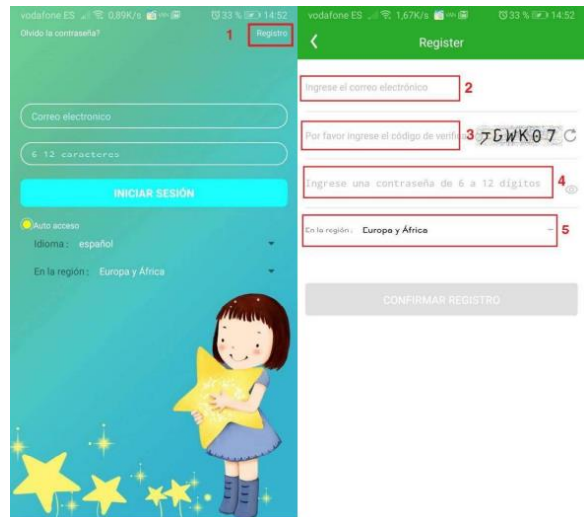 vodafone ES 0,89K/s 33 % 14:52
Olvido la contraseña?
1
Registro
Correo electronico
6 12 caracteres
INICIAR SESIÓN
Auto acceso
Idioma : español
En la región : Europa y África
vodafone ES 1,67K/s 33 % 14:52
Register
Ingrese el correo electrónico
2
Por favor ingrese el código de verific
3
JGWK07
Ingrese una contraseña de 6 a 12 dígitos
4
En la región : Europa y África
5
CONFIRMAR REGISTRO